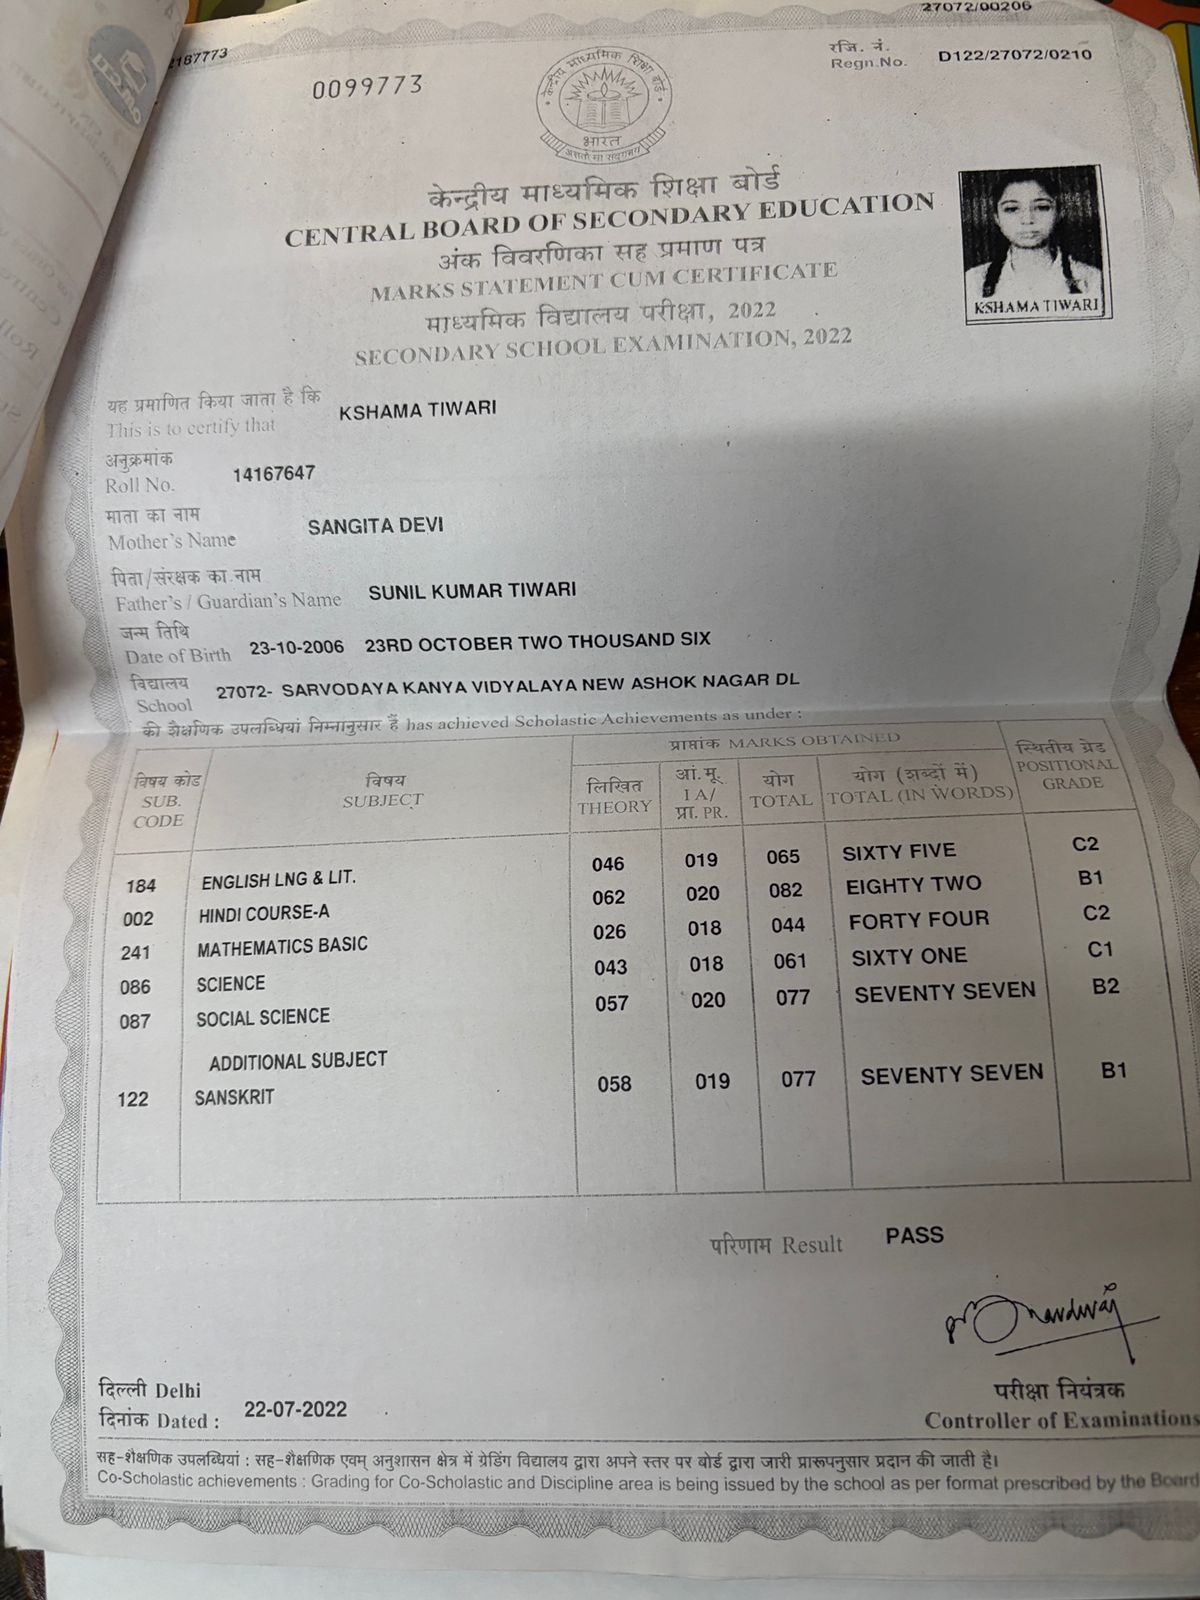 27072/00206
2187773
0099773
रजि. नं.
Regn.No. D122/27072/0210
केन्द्रीय माध्यमिक शिक्षा बोर्ड
भारत
असतो मा सद्गमय
केन्द्रीय माध्यमिक शिक्षा बोर्ड
CENTRAL BOARD OF SECONDARY EDUCATION
अंक विवरणिका सह प्रमाण पत्र
MARKS STATEMENT CUM CERTIFICATE
माध्यमिक विद्यालय परीक्षा, 2022
SECONDARY SCHOOL EXAMINATION, 2022
KSHAMA TIWARI
यह प्रमाणित किया जाता है कि KSHAMA TIWARI
This is to certify that
अनुक्रमांक
Roll No. 14167647
माता का नाम
Mother's Name SANGITA DEVI
पिता/संरक्षक का नाम
Father's / Guardian's Name SUNIL KUMAR TIWARI
जन्म तिथि
Date of Birth 23-10-2006 23RD OCTOBER TWO THOUSAND SIX
विद्यालय
School 27072- SARVODAYA KANYA VIDYALAYA NEW ASHOK NAGAR DL
की शैक्षणिक उपलब्धियां निम्नानुसार हैं has achieved Scholastic Achievements as under :
विषय कोड SUB. CODE विषय SUBJECT प्राप्तांक MARKS OBTAINED स्थितीय ग्रेड POSITIONAL GRADE
लिखित THEORY आं.मू. I A/ प्रा. PR. योग TOTAL योग (शब्दों में) TOTAL (IN WORDS)
184 ENGLISH LNG & LIT. 046 019 065 SIXTY FIVE C2
002 HINDI COURSE-A 062 020 082 EIGHTY TWO B1
241 MATHEMATICS BASIC 026 018 044 FORTY FOUR C2
086 SCIENCE 043 018 061 SIXTY ONE C1
087 SOCIAL SCIENCE 057 020 077 SEVENTY SEVEN B2
ADDITIONAL SUBJECT
122 SANSKRIT 058 019 077 SEVENTY SEVEN B1
परिणाम Result PASS
दिल्ली Delhi
दिनांक Dated : 22-07-2022
परीक्षा नियंत्रक
Controller of Examinations
सह-शैक्षणिक उपलब्धियां : सह-शैक्षणिक एवम् अनुशासन क्षेत्र में ग्रेडिंग विद्यालय द्वारा अपने स्तर पर बोर्ड द्वारा जारी प्रारूपनुसार प्रदान की जाती है।
Co-Scholastic achievements : Grading for Co-Scholastic and Discipline area is being issued by the school as per format prescribed by the Board